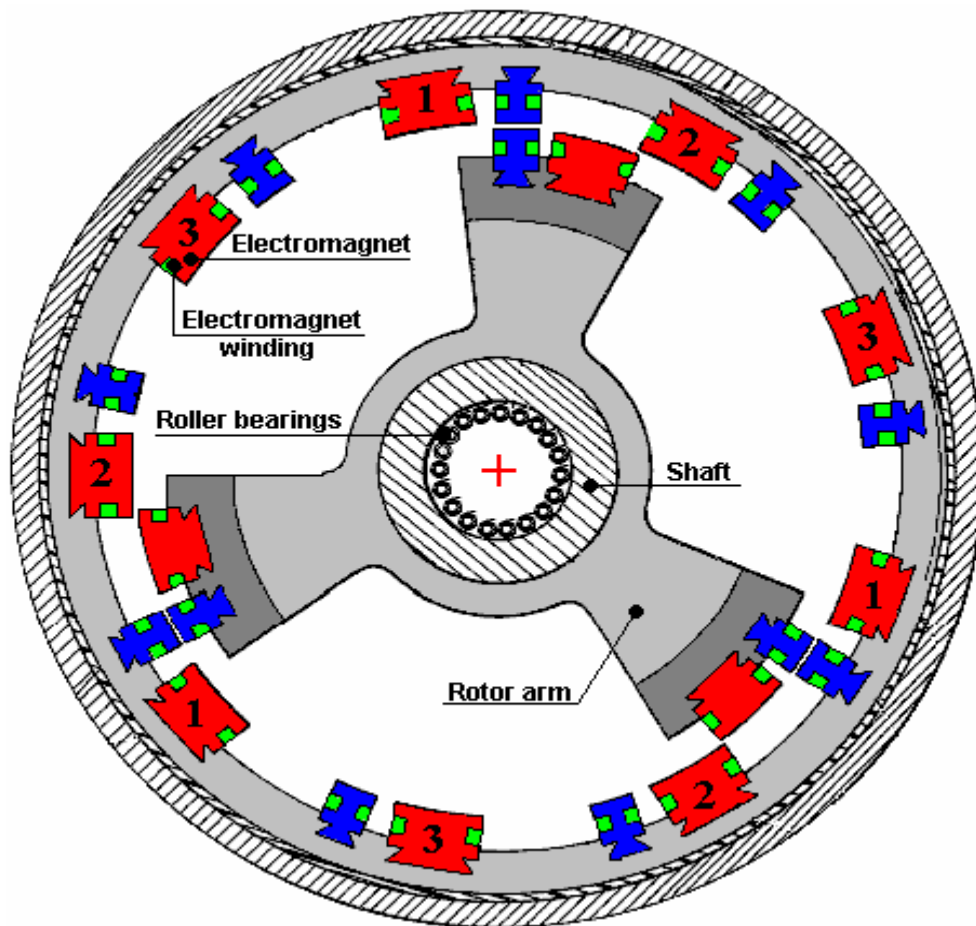 1
2
3
Electromagnet
Electromagnet
winding
3
Roller bearings
Shaft
2
1
Rotor arm
1
2
3